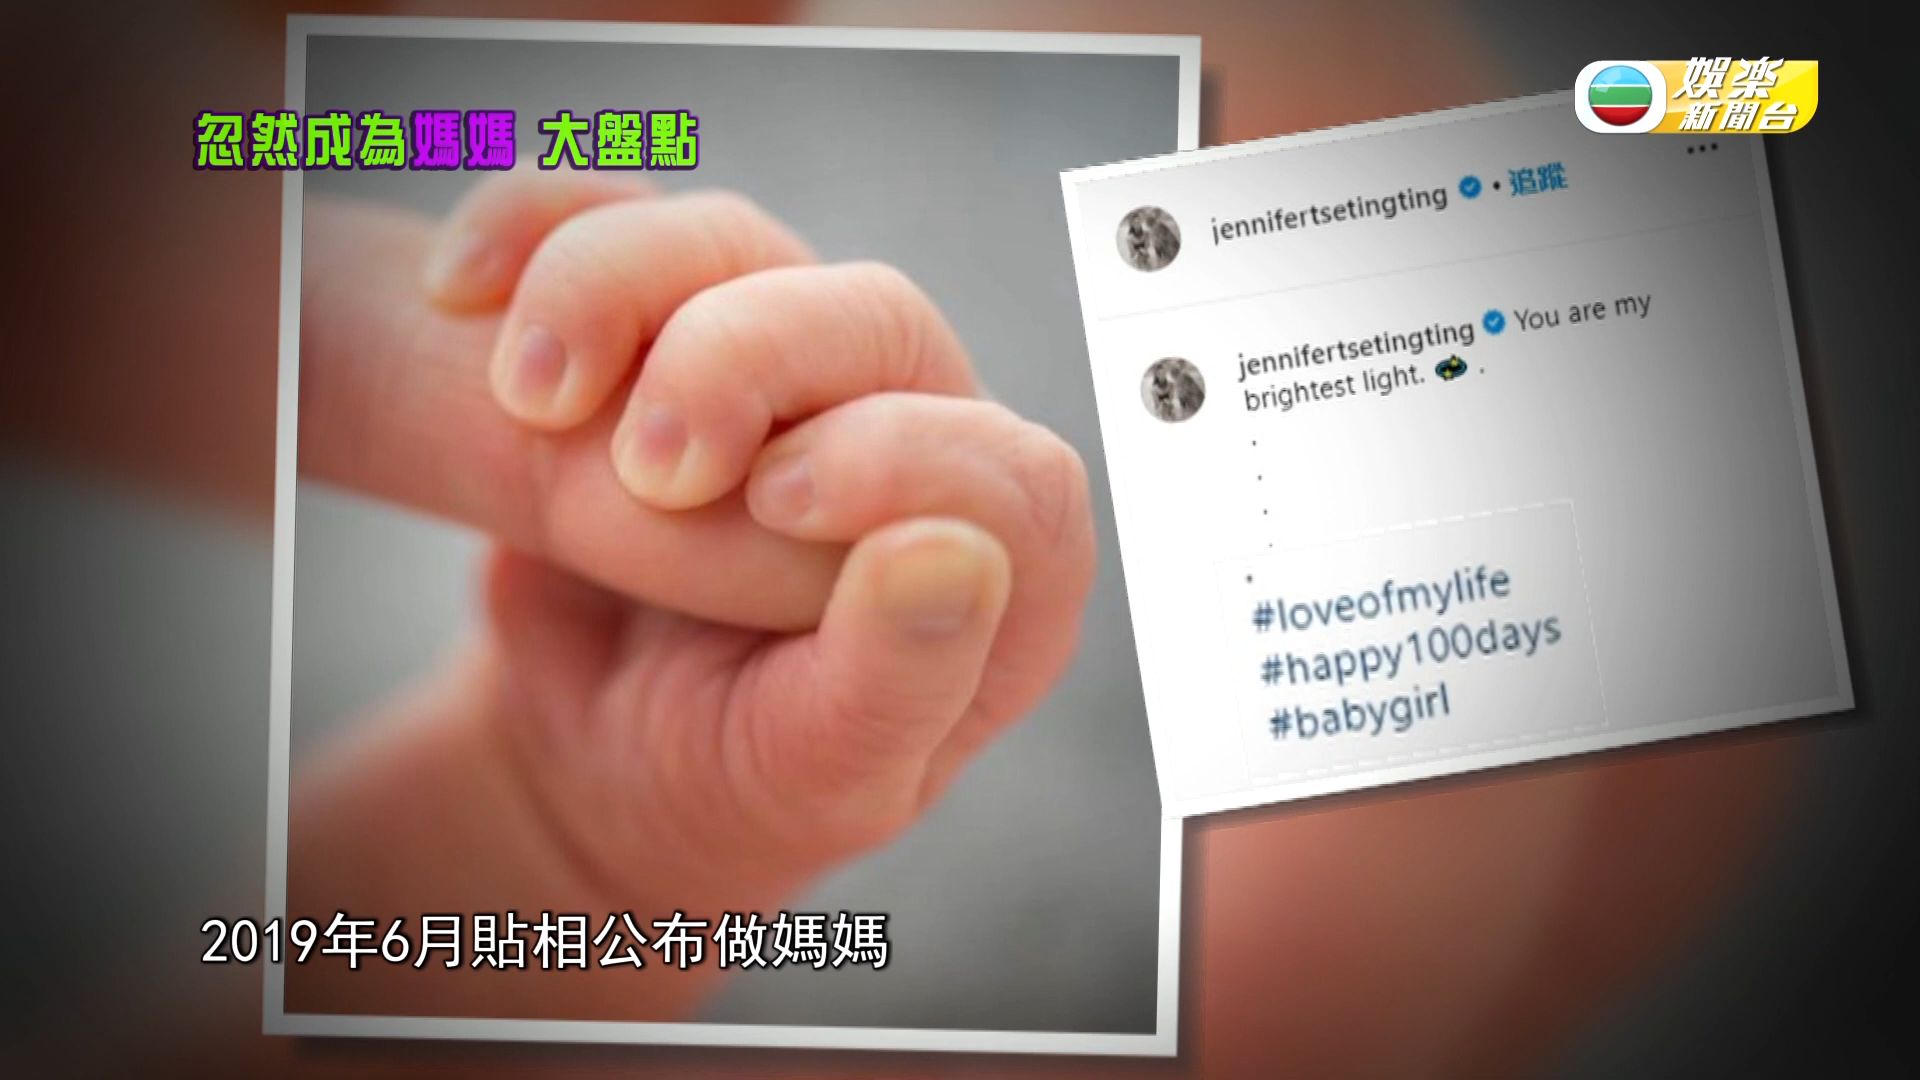 娛樂
新聞台
忽然成為媽媽 大盤點
jennifertsetingting • 追蹤
jennifertsetingting You are my
brightest light. .
.
.
.
.
.
#loveofmylife
#happy100days
#babygirl
2019年6月貼相公布做媽媽